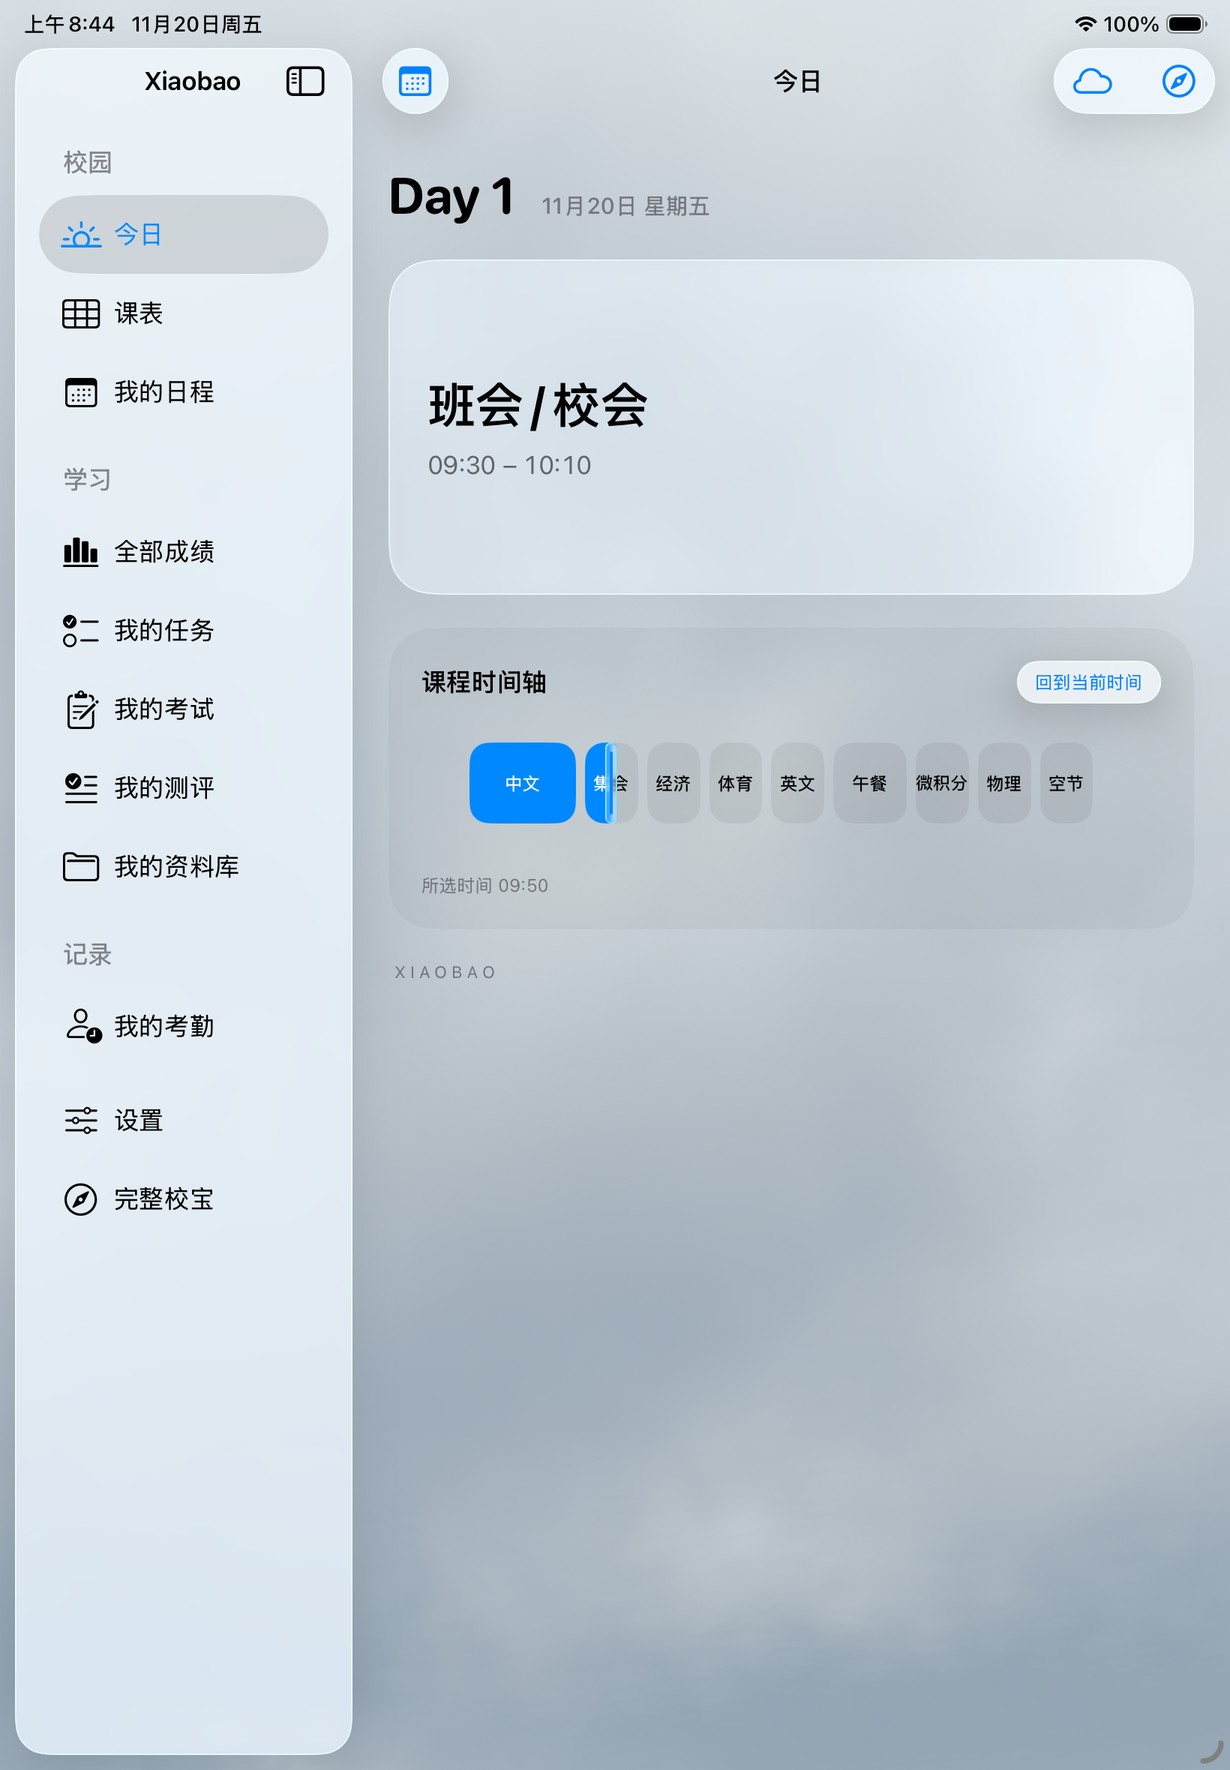 上午8:44 11月20日周五
100%
Xiaobao
今日
校园
今日
课表
我的日程
学习
全部成绩
我的任务
我的考试
我的测评
我的资料库
记录
我的考勤
设置
完整校宝
Day 1 11月20日 星期五
班会/校会
09:30 – 10:10
课程时间轴
回到当前时间
中文 集会 经济 体育 英文 午餐 微积分 物理 空节
所选时间 09:50
XIAOBAO